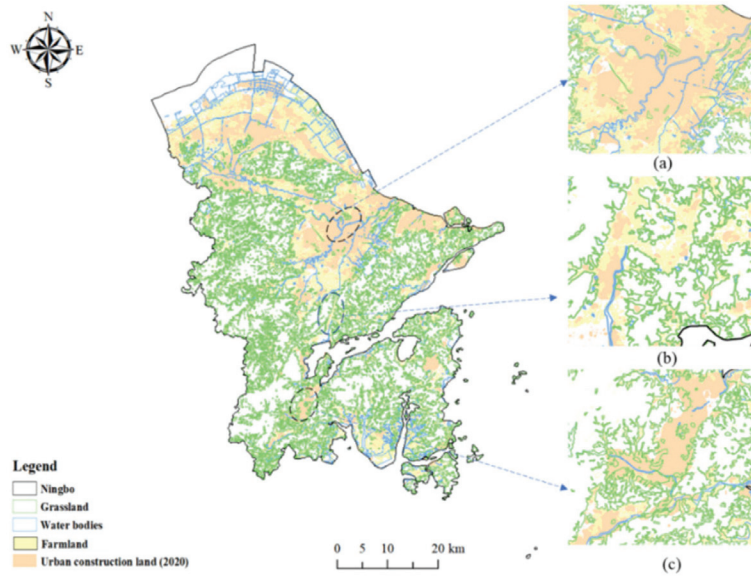 N
W E
S
(a)
(b)
(c)
Legend
Ningbo
Grassland
Water bodies
Farmland
Urban construction land (2020)
0 5 10 20 km